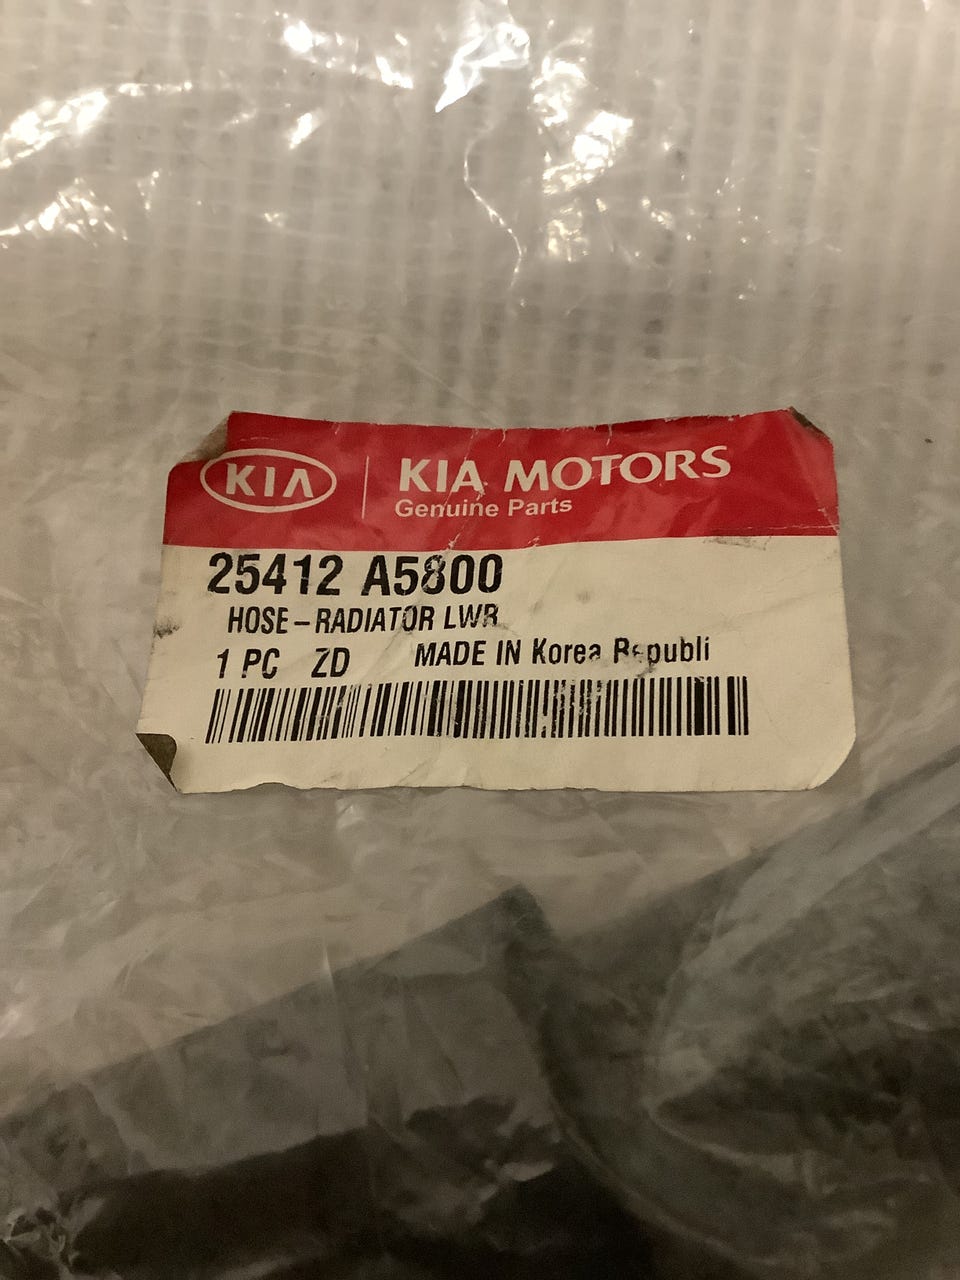 KIA
KIA MOTORS
Genuine Parts
25412 A5800
HOSE-RADIATOR LWR
1 PC ZD MADE IN Korea Republi